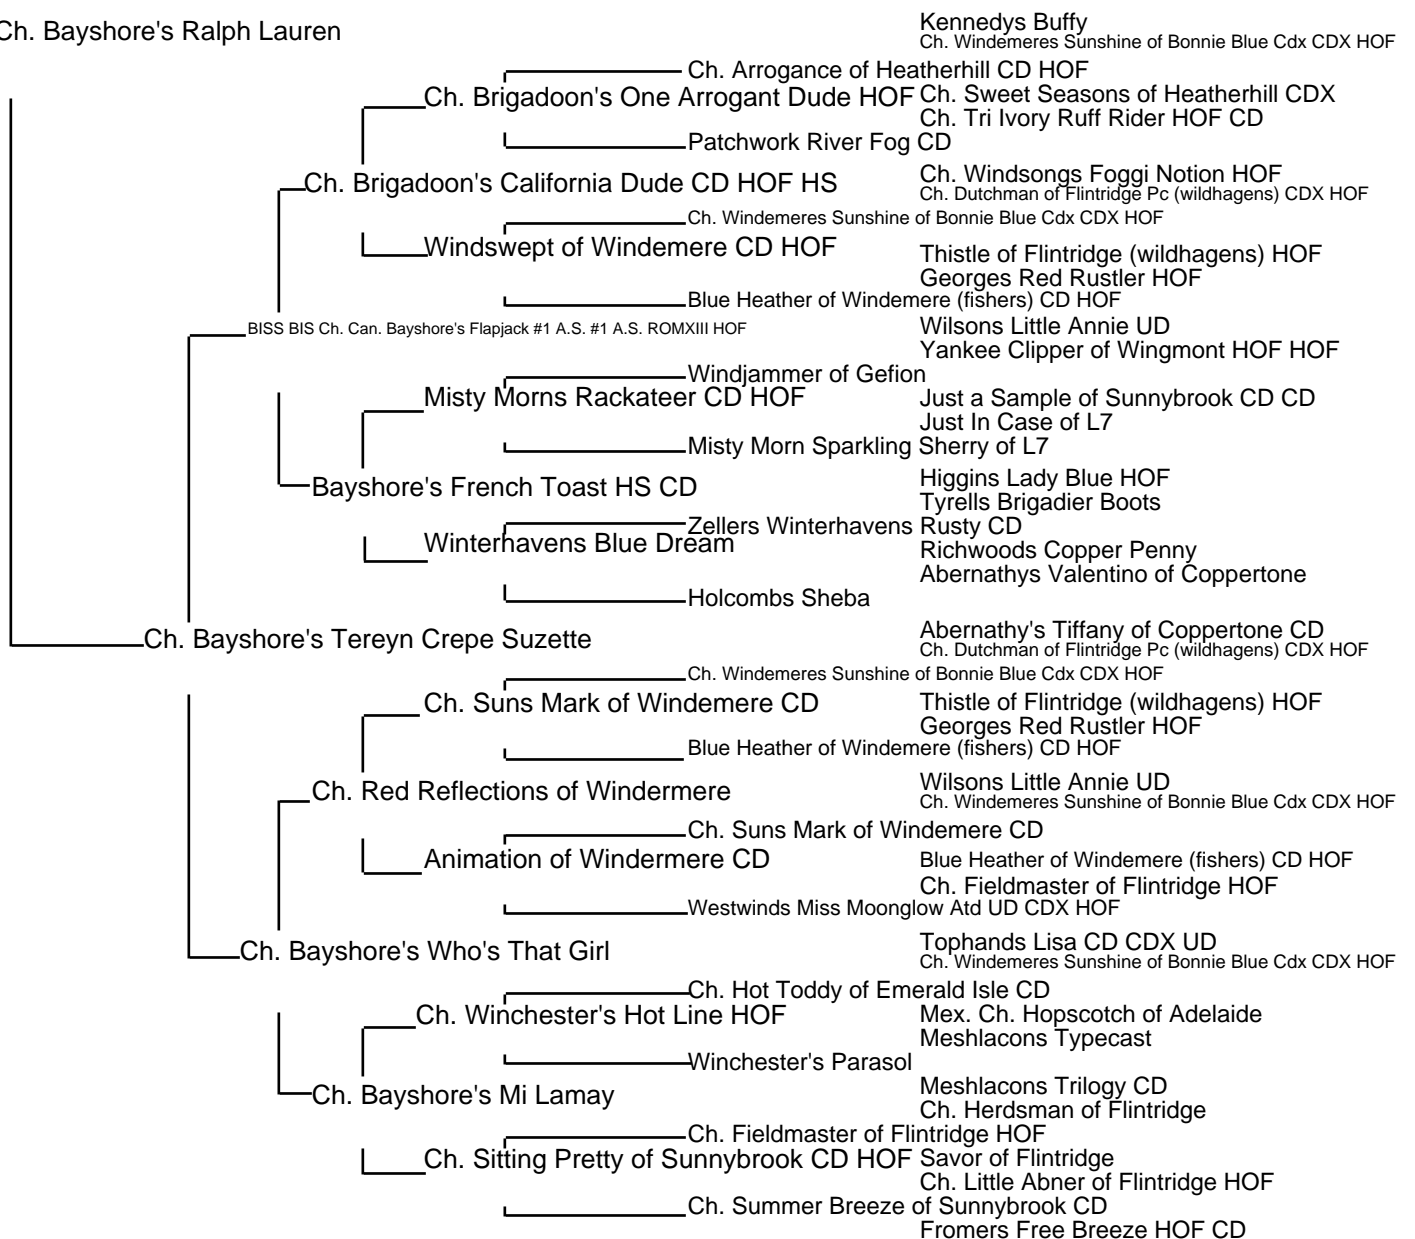 Ch. Bayshore's Ralph Lauren
Kennedys Buffy
Ch. Windemeres Sunshine of Bonnie Blue Cdx CDX HOF
Ch. Arrogance of Heatherhill CD HOF
Ch. Brigadoon's One Arrogant Dude HOF
Ch. Sweet Seasons of Heatherhill CDX
Ch. Tri Ivory Ruff Rider HOF CD
Patchwork River Fog CD
Ch. Windsongs Foggi Notion HOF
Ch. Brigadoon's California Dude CD HOF HS
Ch. Dutchman of Flintridge Pc (wildhagens) CDX HOF
Ch. Windemeres Sunshine of Bonnie Blue Cdx CDX HOF
Windswept of Windemere CD HOF
Thistle of Flintridge (wildhagens) HOF
Georges Red Rustler HOF
Blue Heather of Windemere (fishers) CD HOF
BISS BIS Ch. Can. Bayshore's Flapjack #1 A.S. #1 A.S. ROMXIII HOF
Wilsons Little Annie UD
Yankee Clipper of Wingmont HOF HOF
Windjammer of Gefion
Misty Morns Rackateer CD HOF
Just a Sample of Sunnybrook CD CD
Just In Case of L7
Misty Morn Sparkling Sherry of L7
Higgins Lady Blue HOF
Bayshore's French Toast HS CD
Tyrells Brigadier Boots
Zellers Winterhavens Rusty CD
Winterhavens Blue Dream
Richwoods Copper Penny
Abernathys Valentino of Coppertone
Holcombs Sheba
Abernathy's Tiffany of Coppertone CD
Ch. Bayshore's Tereyn Crepe Suzette
Ch. Dutchman of Flintridge Pc (wildhagens) CDX HOF
Ch. Windemeres Sunshine of Bonnie Blue Cdx CDX HOF
Ch. Suns Mark of Windemere CD
Thistle of Flintridge (wildhagens) HOF
Georges Red Rustler HOF
Blue Heather of Windemere (fishers) CD HOF
Wilsons Little Annie UD
Ch. Red Reflections of Windermere
Ch. Windemeres Sunshine of Bonnie Blue Cdx CDX HOF
Ch. Suns Mark of Windemere CD
Animation of Windermere CD
Blue Heather of Windemere (fishers) CD HOF
Ch. Fieldmaster of Flintridge HOF
Westwinds Miss Moonglow Atd UD CDX HOF
Tophands Lisa CD CDX UD
Ch. Bayshore's Who's That Girl
Ch. Windemeres Sunshine of Bonnie Blue Cdx CDX HOF
Ch. Hot Toddy of Emerald Isle CD
Ch. Winchester's Hot Line HOF
Mex. Ch. Hopscotch of Adelaide
Meshlacons Typecast
Winchester's Parasol
Meshlacons Trilogy CD
Ch. Bayshore's Mi Lamay
Ch. Herdsman of Flintridge
Ch. Fieldmaster of Flintridge HOF
Ch. Sitting Pretty of Sunnybrook CD HOF
Savor of Flintridge
Ch. Little Abner of Flintridge HOF
Ch. Summer Breeze of Sunnybrook CD
Fromers Free Breeze HOF CD